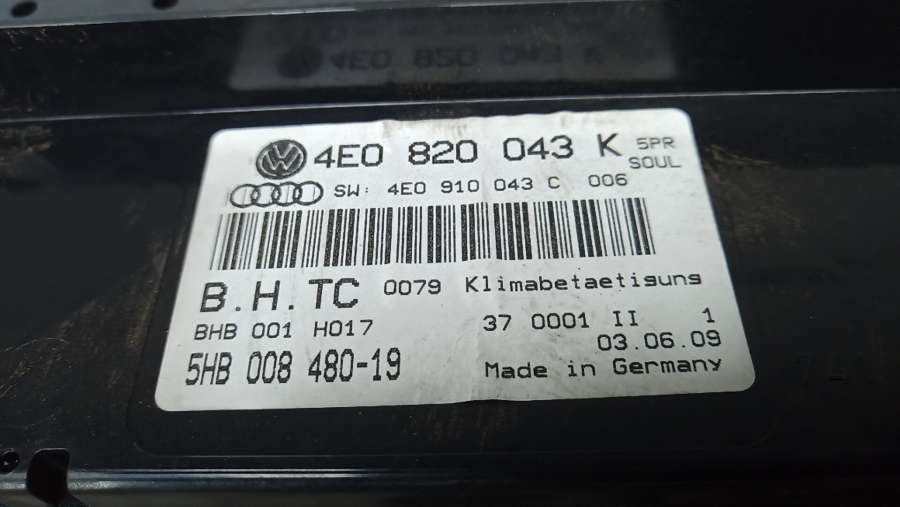 4E0 820 043 K 5PR
SOUL
SW: 4E0 910 043 C 006
B.H.TC 0079 Klimabetaetigung
BHB 001 H017 37 0001 II 1
03.06.09
5HB 008 480-19 Made in Germany